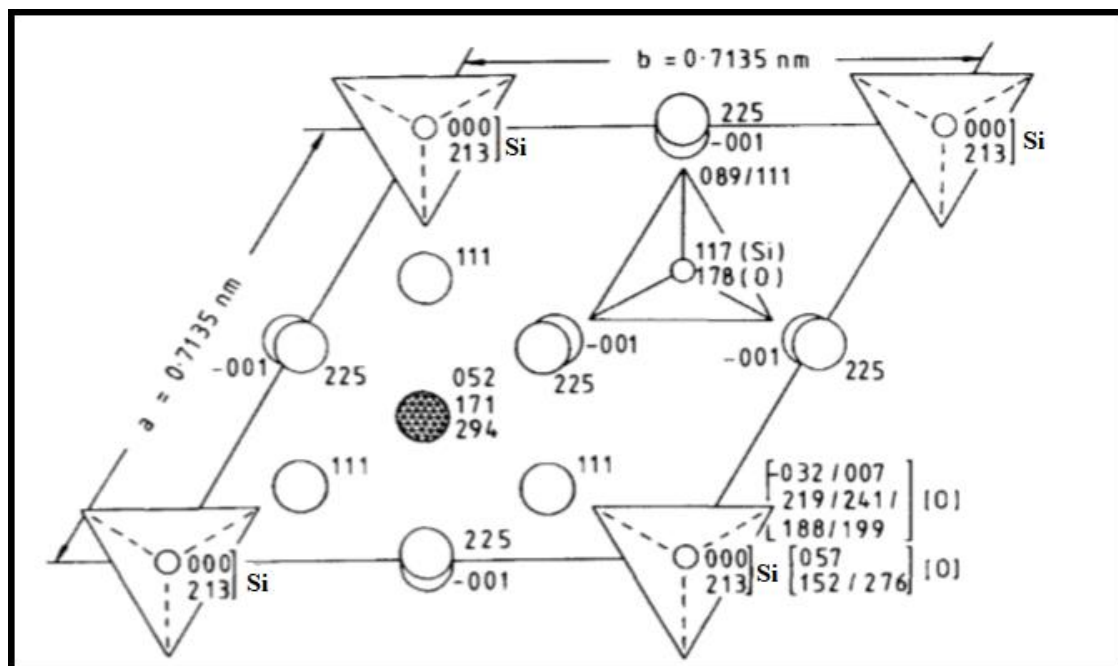 b = 0·7135 nm
a = 0·7135 nm
000
213] Si
225
-001
089/111
000
213] Si
117 (Si)
178 (O)
111
-001
225
-001
225
-001
225
052
171
294
111
111
225
-001
-032/007
219/241/ [O]
188/199
000
213] Si
000
213] Si
[057
[152/276] [O]